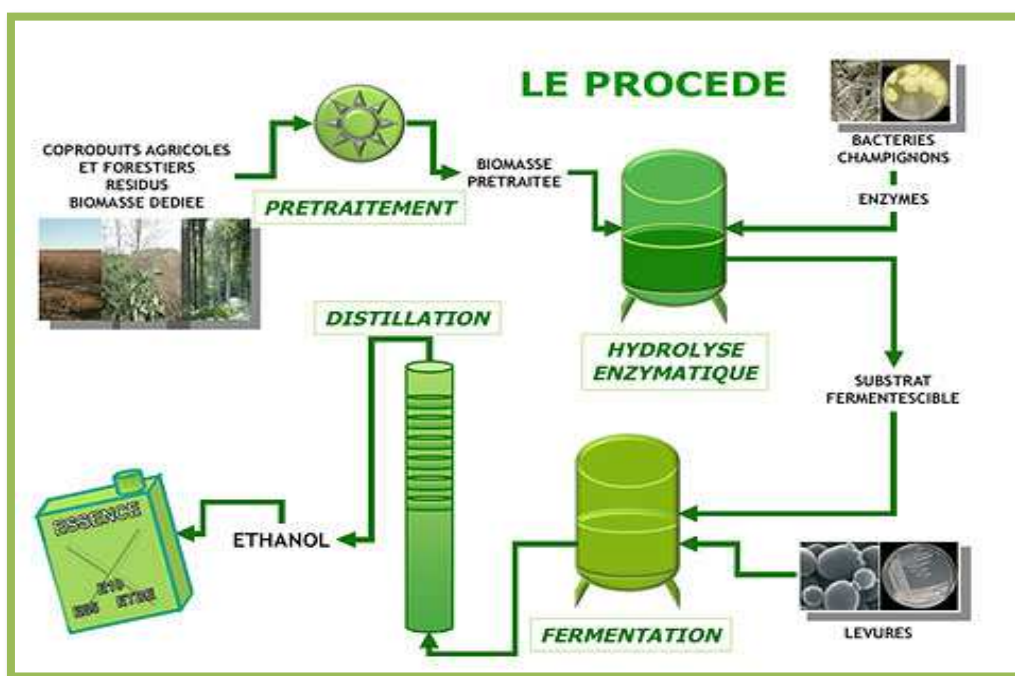 LE PROCEDE
COPRODUITS AGRICOLES
ET FORESTIERS
RESIDUS
BIOMASSE DEDIEE
PRETRAITEMENT
BIOMASSE
PRETRAITEE
BACTERIES
CHAMPIGNONS
ENZYMES
HYDROLYSE
ENZYMATIQUE
SUBSTRAT
FERMENTESCIBLE
LEVURES
FERMENTATION
DISTILLATION
ETHANOL
ESSENCE
E10
E85 ETBE